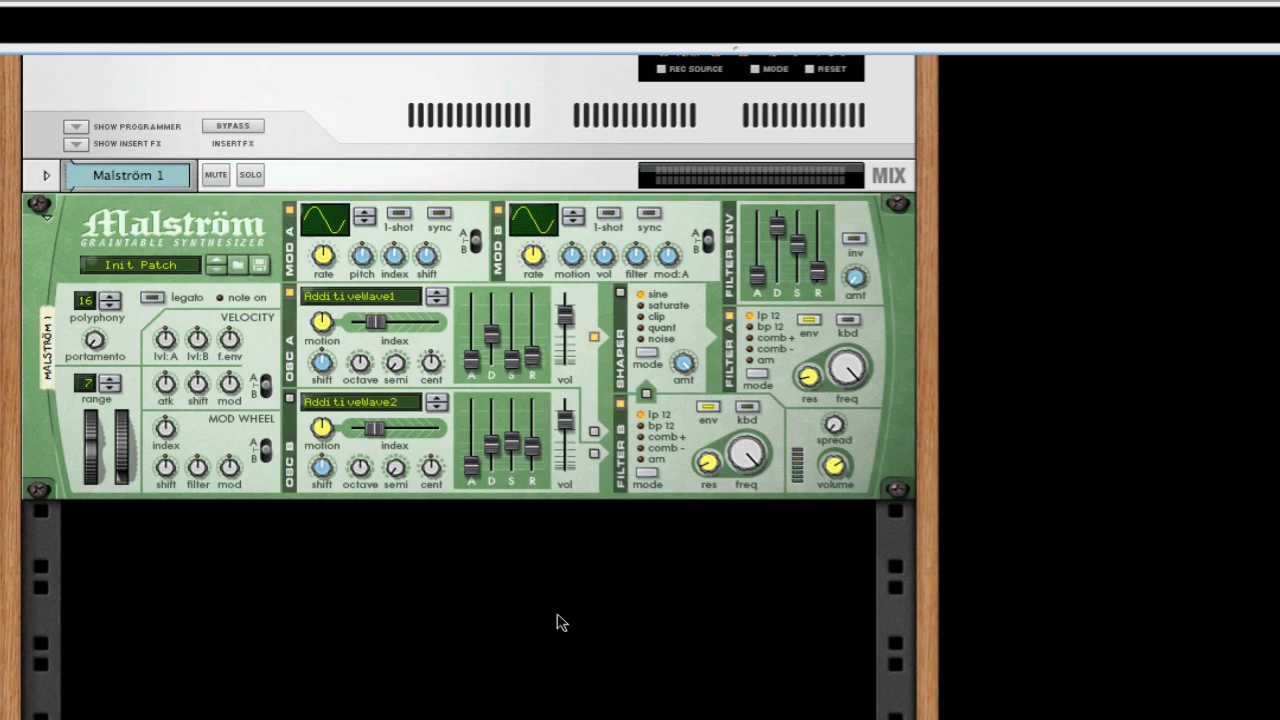 REC SOURCE MODE RESET
SHOW PROGRAMMER BYPASS
SHOW INSERT FX INSERT FX
Malström 1 MUTE SOLO MIX
Malström
GRAINTABLE SYNTHESIZER
Init Patch
MOD A
1-shot sync
A
B
rate pitch index shift
MOD B
1-shot sync
A
B
rate motion vol filter mod:A
FILTER ENV
A D S R
inv
amt
MALSTRÖM 1
16
polyphony
legato note on
portamento
VELOCITY
lvl:A lvl:B f.env
7
range
atk shift mod
A
B
MOD WHEEL
index
A
B
shift filter mod
OSC A
AdditiveWave1
motion index
shift octave semi cent
A D S R
vol
OSC B
AdditiveWave2
motion index
shift octave semi cent
A D S R
vol
SHAPER
sine
saturate
clip
quant
noise
mode amt
FILTER A
lp 12
bp 12
comb +
comb -
am
mode
env kbd
res freq
FILTER B
lp 12
bp 12
comb +
comb -
am
mode
env kbd
res freq
spread
volume